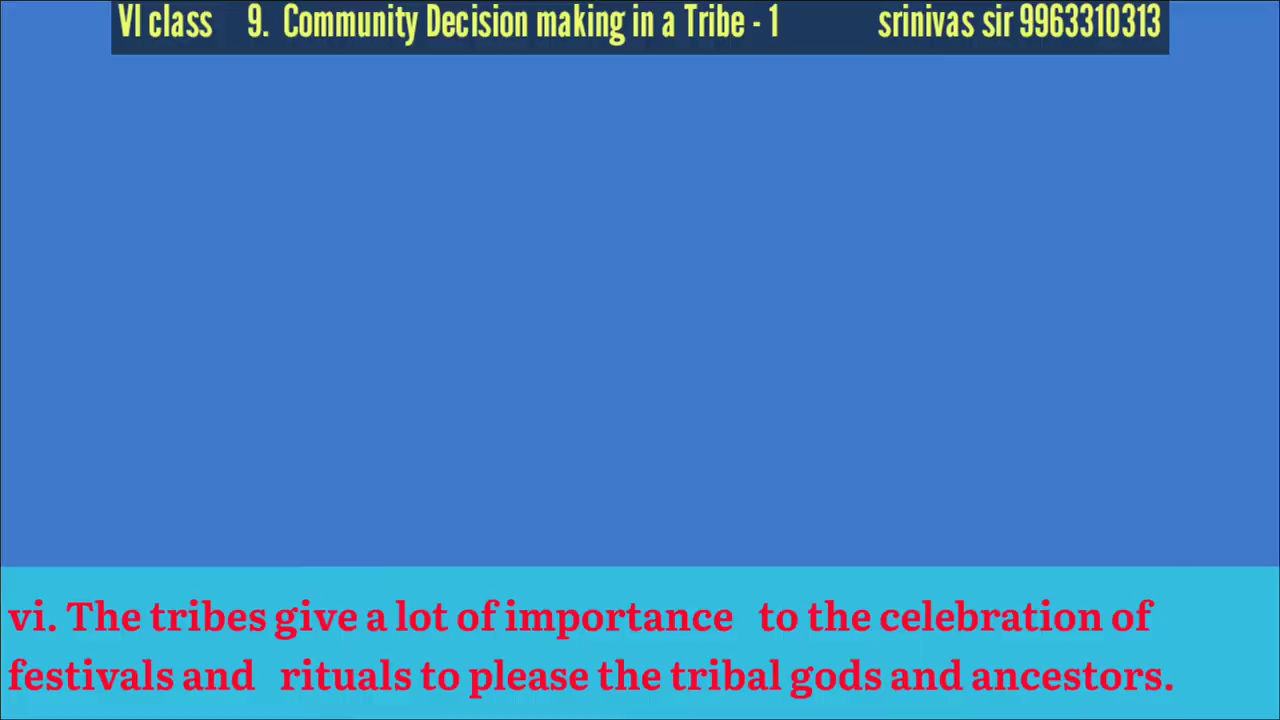 VI class 9. Community Decision making in a Tribe - 1 srinivas sir 9963310313
vi. The tribes give a lot of importance to the celebration of
festivals and rituals to please the tribal gods and ancestors.